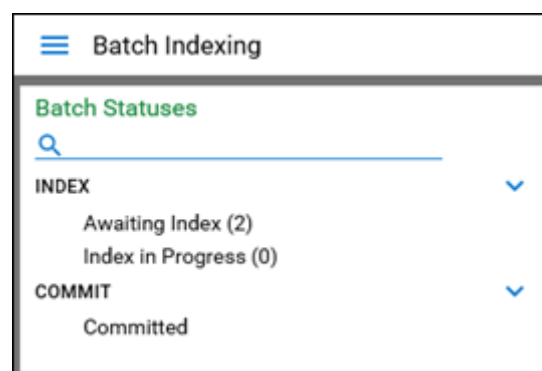 Batch Indexing
Batch Statuses
INDEX
Awaiting Index (2)
Index in Progress (0)
COMMIT
Committed